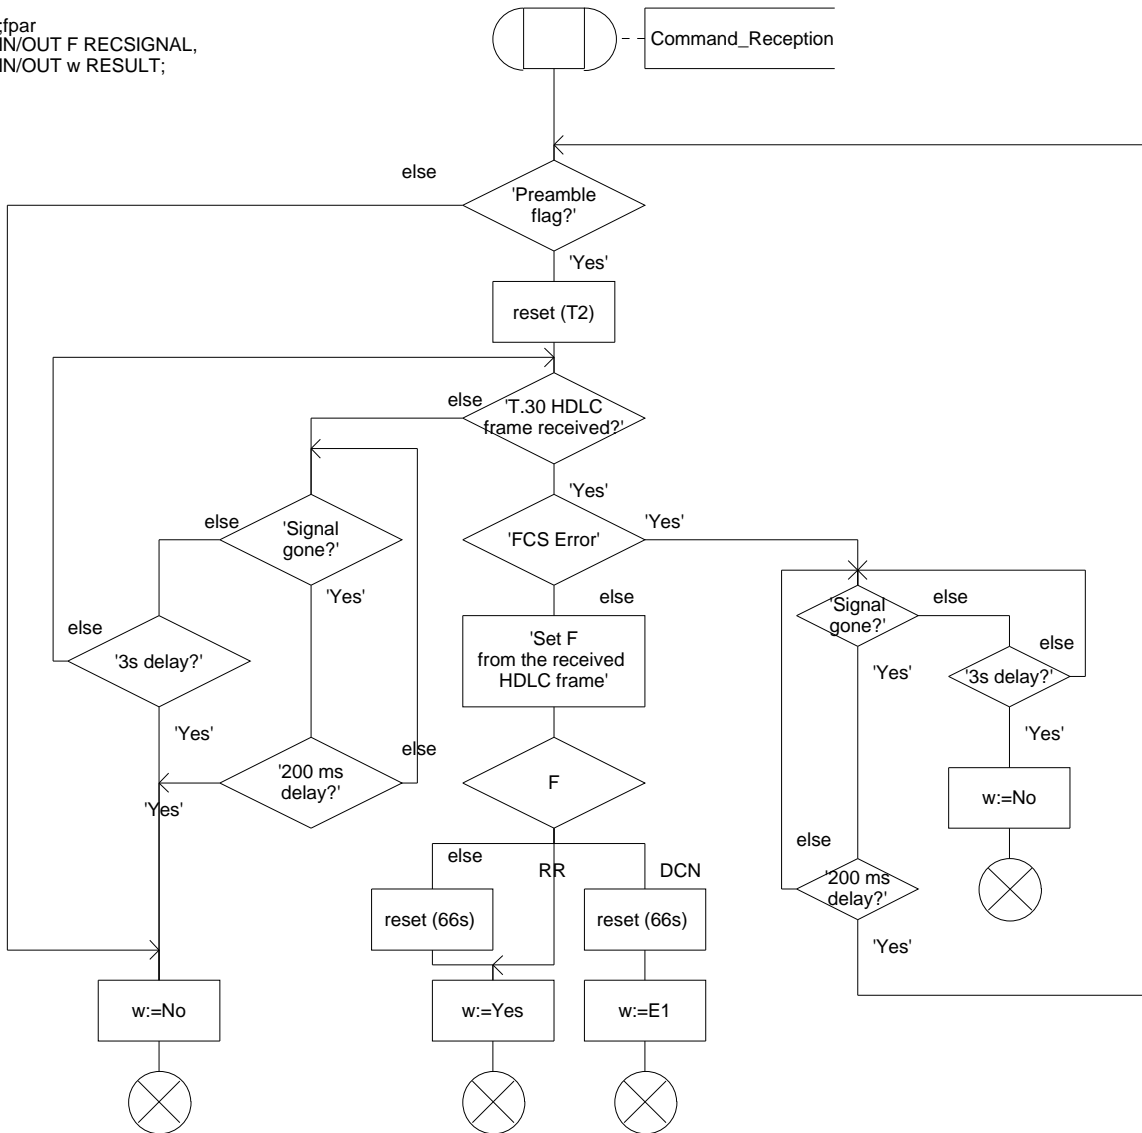 ;fpar
IN/OUT F RECSIGNAL,
IN/OUT w RESULT;
Command_Reception
else
'Preamble
flag?'
'Yes'
reset (T2)
else
'T.30 HDLC
frame received?'
'Yes'
else
'Signal
gone?'
'FCS Error'
'Yes'
'Yes'
else
'Signal
gone?'
else
else
'3s delay?'
'Set F
from the received
HDLC frame'
'Yes'
else
'3s delay?'
'Yes'
'Yes'
else
'200 ms
delay?'
F
w:=No
'Yes'
else
else
RR
DCN
'200 ms
delay?'
reset (66s)
reset (66s)
'Yes'
w:=No
w:=Yes
w:=E1